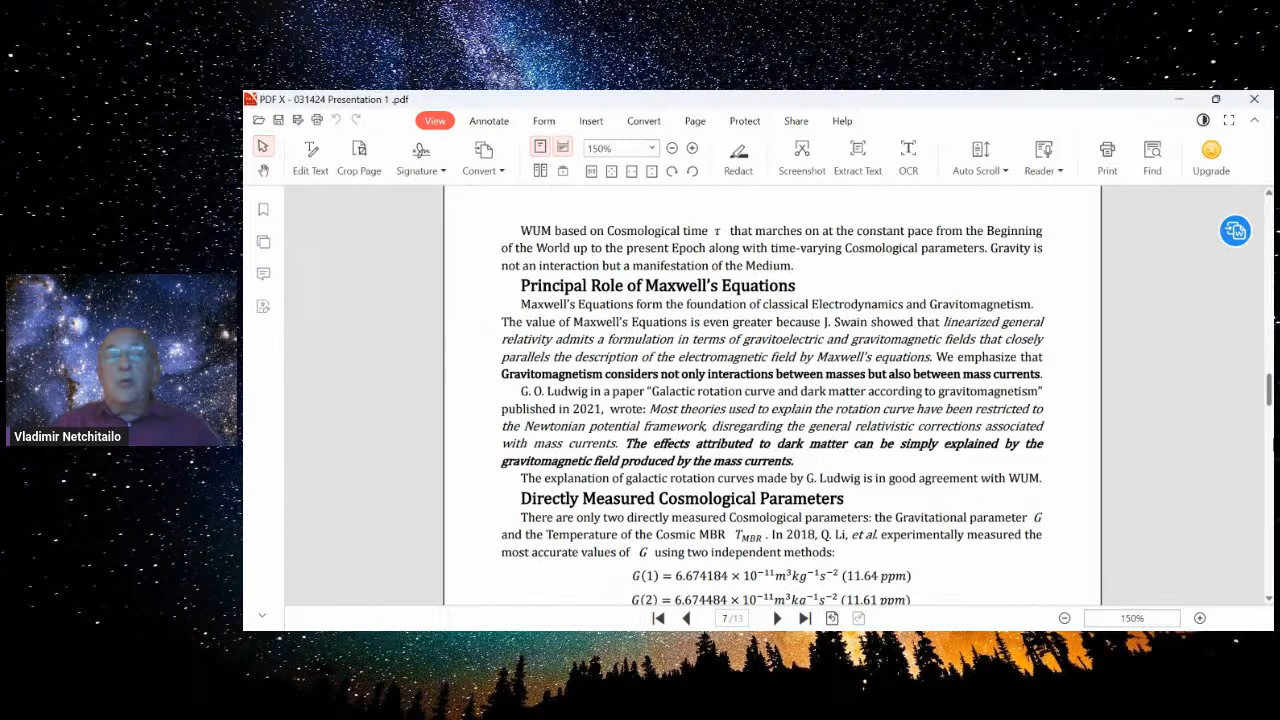 PDF X - 031424 Presentation 1 .pdf
View Annotate Form Insert Convert Page Protect Share Help
150%
Edit Text Crop Page Signature Convert Redact Screenshot Extract Text OCR Auto Scroll Reader Print Find Upgrade
WUM based on Cosmological time τ that marches on at the constant pace from the Beginning
of the World up to the present Epoch along with time-varying Cosmological parameters. Gravity is
not an interaction but a manifestation of the Medium.
Principal Role of Maxwell's Equations
Maxwell's Equations form the foundation of classical Electrodynamics and Gravitomagnetism.
The value of Maxwell's Equations is even greater because J. Swain showed that linearized general
relativity admits a formulation in terms of gravitoelectric and gravitomagnetic fields that closely
parallels the description of the electromagnetic field by Maxwell's equations. We emphasize that
Gravitomagnetism considers not only interactions between masses but also between mass currents.
G. O. Ludwig in a paper "Galactic rotation curve and dark matter according to gravitomagnetism"
published in 2021, wrote: Most theories used to explain the rotation curve have been restricted to
the Newtonian potential framework, disregarding the general relativistic corrections associated
with mass currents. The effects attributed to dark matter can be simply explained by the
gravitomagnetic field produced by the mass currents.
The explanation of galactic rotation curves made by G. Ludwig is in good agreement with WUM.
Directly Measured Cosmological Parameters
There are only two directly measured Cosmological parameters: the Gravitational parameter G
and the Temperature of the Cosmic MBR T_MBR . In 2018, Q. Li, et al. experimentally measured the
most accurate values of G using two independent methods:
G(1) = 6.674184 × 10⁻¹¹m³kg⁻¹s⁻² (11.64 ppm)
G(2) = 6.674484 × 10⁻¹¹m³kg⁻¹s⁻² (11.61 ppm)
7 /13
150%
Vladimir Netchitailo